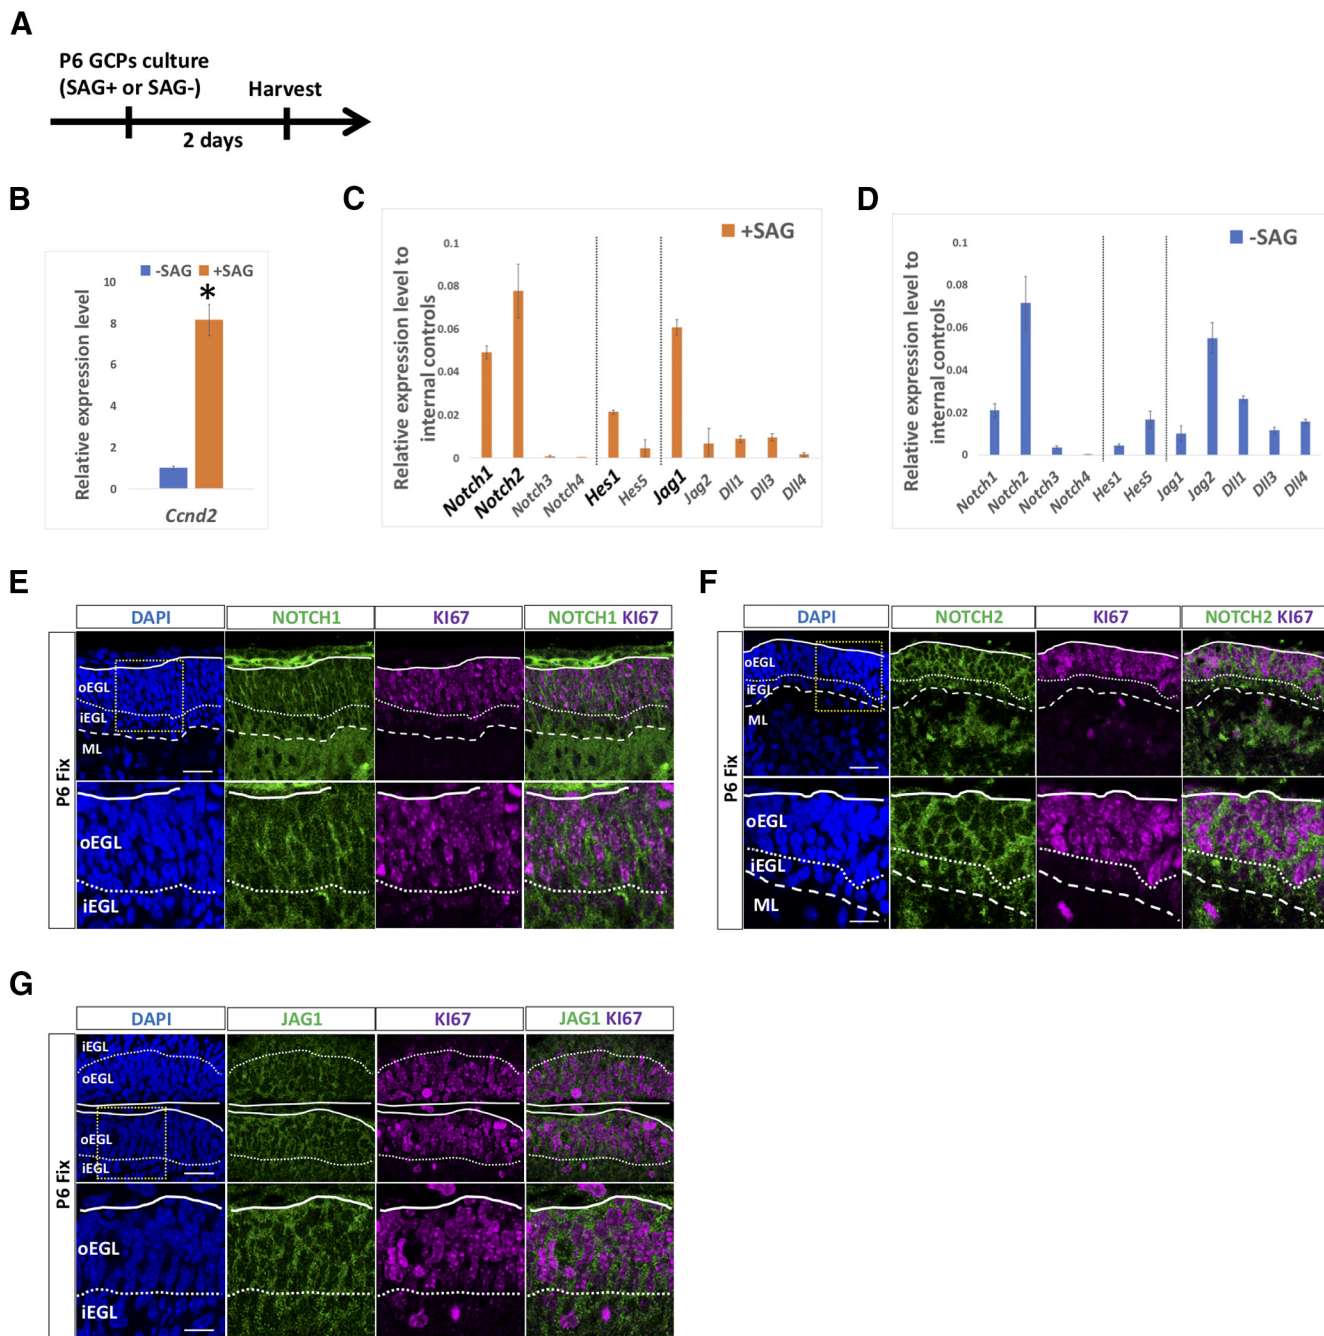 A
P6 GCPs culture
(SAG+ or SAG-)
Harvest
2 days
B
-SAG +SAG
Relative expression level
10
8
6
4
2
0
*
Ccnd2
C
+SAG
Relative expression level to
internal controls
0.1
0.08
0.06
0.04
0.02
0
Notch1 Notch2 Notch3 Notch4 Hes1 Hes5 Jag1 Jag2 Dll1 Dll3 Dll4
D
-SAG
Relative expression level to
internal controls
0.1
0.08
0.06
0.04
0.02
0
Notch1 Notch2 Notch3 Notch4 Hes1 Hes5 Jag1 Jag2 Dll1 Dll3 Dll4
E
DAPI NOTCH1 KI67 NOTCH1 KI67
P6 Fix
oEGL
iEGL
ML
oEGL
iEGL
F
DAPI NOTCH2 KI67 NOTCH2 KI67
P6 Fix
oEGL
iEGL
ML
oEGL
iEGL
ML
G
DAPI JAG1 KI67 JAG1 KI67
P6 Fix
iEGL
oEGL
oEGL
iEGL
oEGL
iEGL